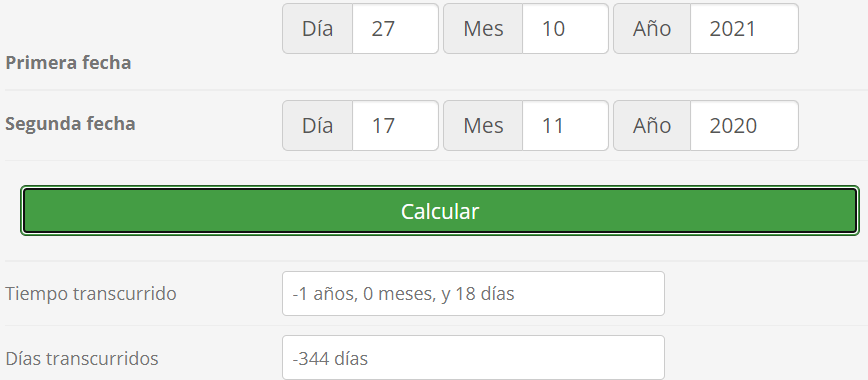 Día 27 Mes 10 Año 2021
Primera fecha
Segunda fecha Día 17 Mes 11 Año 2020
Calcular
Tiempo transcurrido -1 años, 0 meses, y 18 días
Días transcurridos -344 días